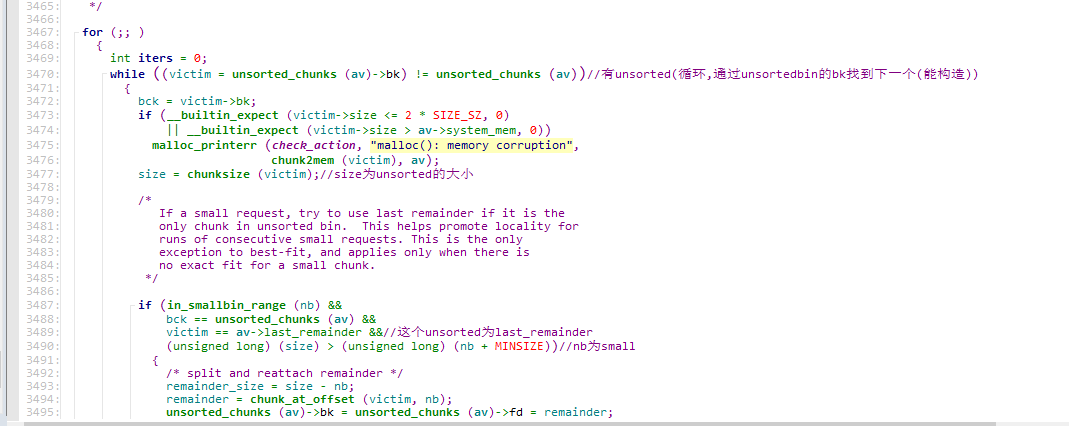 3465: */
3466:
3467: for (;; )
3468: {
3469: int iters = 0;
3470: while ((victim = unsorted_chunks (av)->bk) != unsorted_chunks (av))//有unsorted(循环,通过unsortedbin的bk找到下一个(能构造))
3471: {
3472: bck = victim->bk;
3473: if (__builtin_expect (victim->size <= 2 * SIZE_SZ, 0)
3474: || __builtin_expect (victim->size > av->system_mem, 0))
3475: malloc_printerr (check_action, "malloc(): memory corruption",
3476: chunk2mem (victim), av);
3477: size = chunksize (victim);//size为unsorted的大小
3478:
3479: /*
3480: If a small request, try to use last remainder if it is the
3481: only chunk in unsorted bin.  This helps promote locality for
3482: runs of consecutive small requests. This is the only
3483: exception to best-fit, and applies only when there is
3484: no exact fit for a small chunk.
3485: */
3486:
3487: if (in_smallbin_range (nb) &&
3488: bck == unsorted_chunks (av) &&
3489: victim == av->last_remainder &&//这个unsorted为last_remainder
3490: (unsigned long) (size) > (unsigned long) (nb + MINSIZE))//nb为small
3491: {
3492: /* split and reattach remainder */
3493: remainder_size = size - nb;
3494: remainder = chunk_at_offset (victim, nb);
3495: unsorted_chunks (av)->bk = unsorted_chunks (av)->fd = remainder;